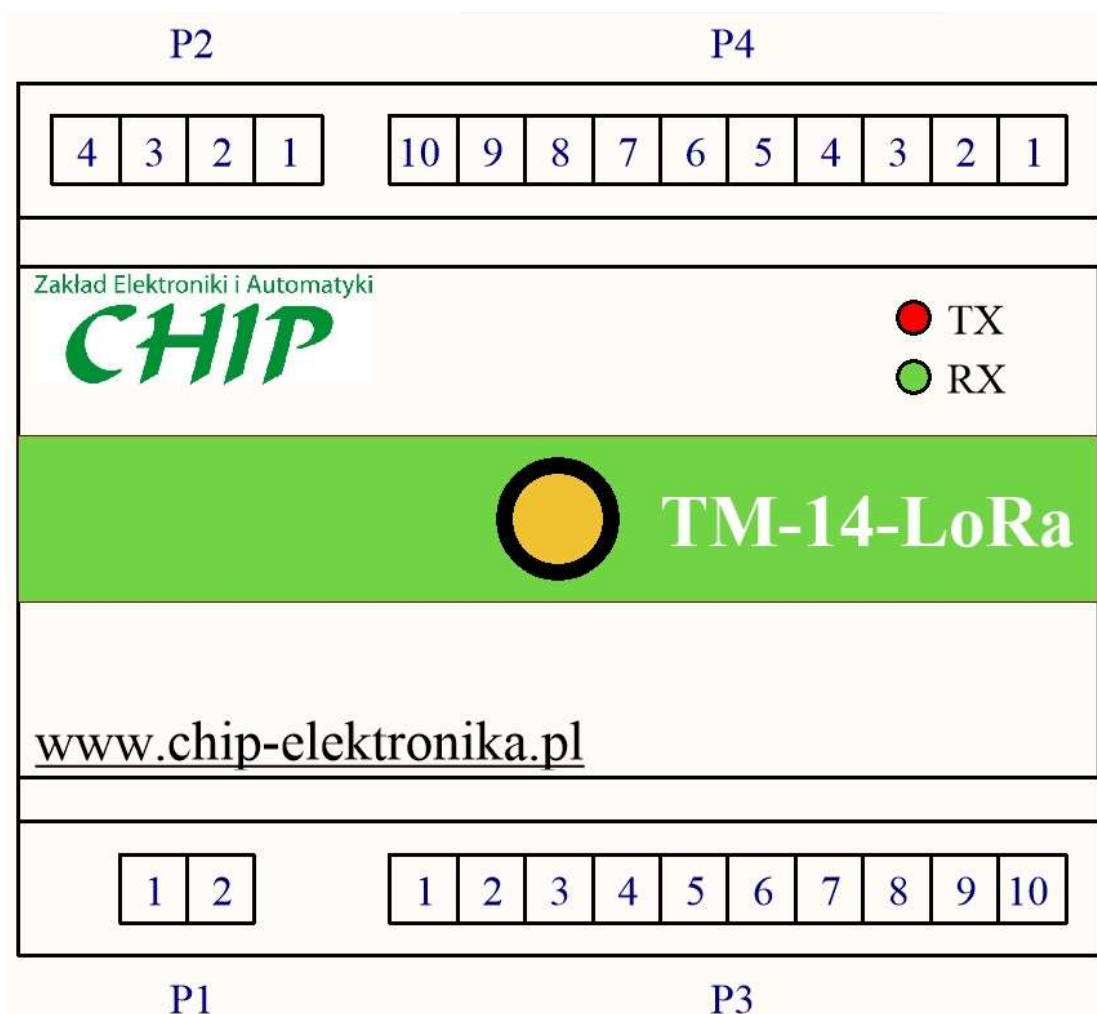 P2 P4
4 3 2 1 10 9 8 7 6 5 4 3 2 1
Zakład Elektroniki i Automatyki
CHIP
TX
RX
TM-14-LoRa
www.chip-elektronika.pl
1 2 1 2 3 4 5 6 7 8 9 10
P1 P3